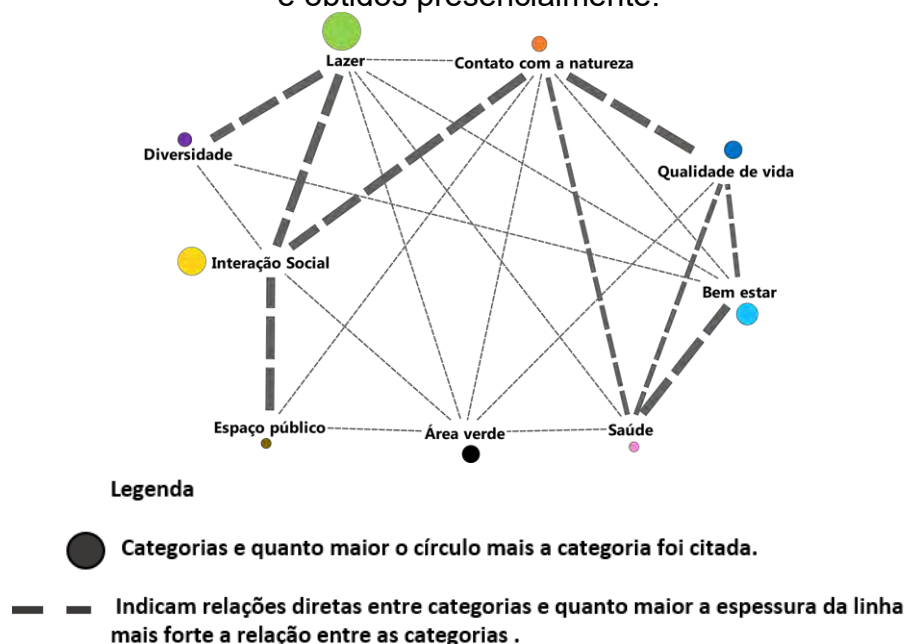 e obtidos presencialmente.
Lazer
Contato com a natureza
Diversidade
Qualidade de vida
Interação Social
Bem estar
Espaço público
Área verde
Saúde
Legenda
Categorias e quanto maior o círculo mais a categoria foi citada.
Indicam relações diretas entre categorias e quanto maior a espessura da linha
mais forte a relação entre as categorias .